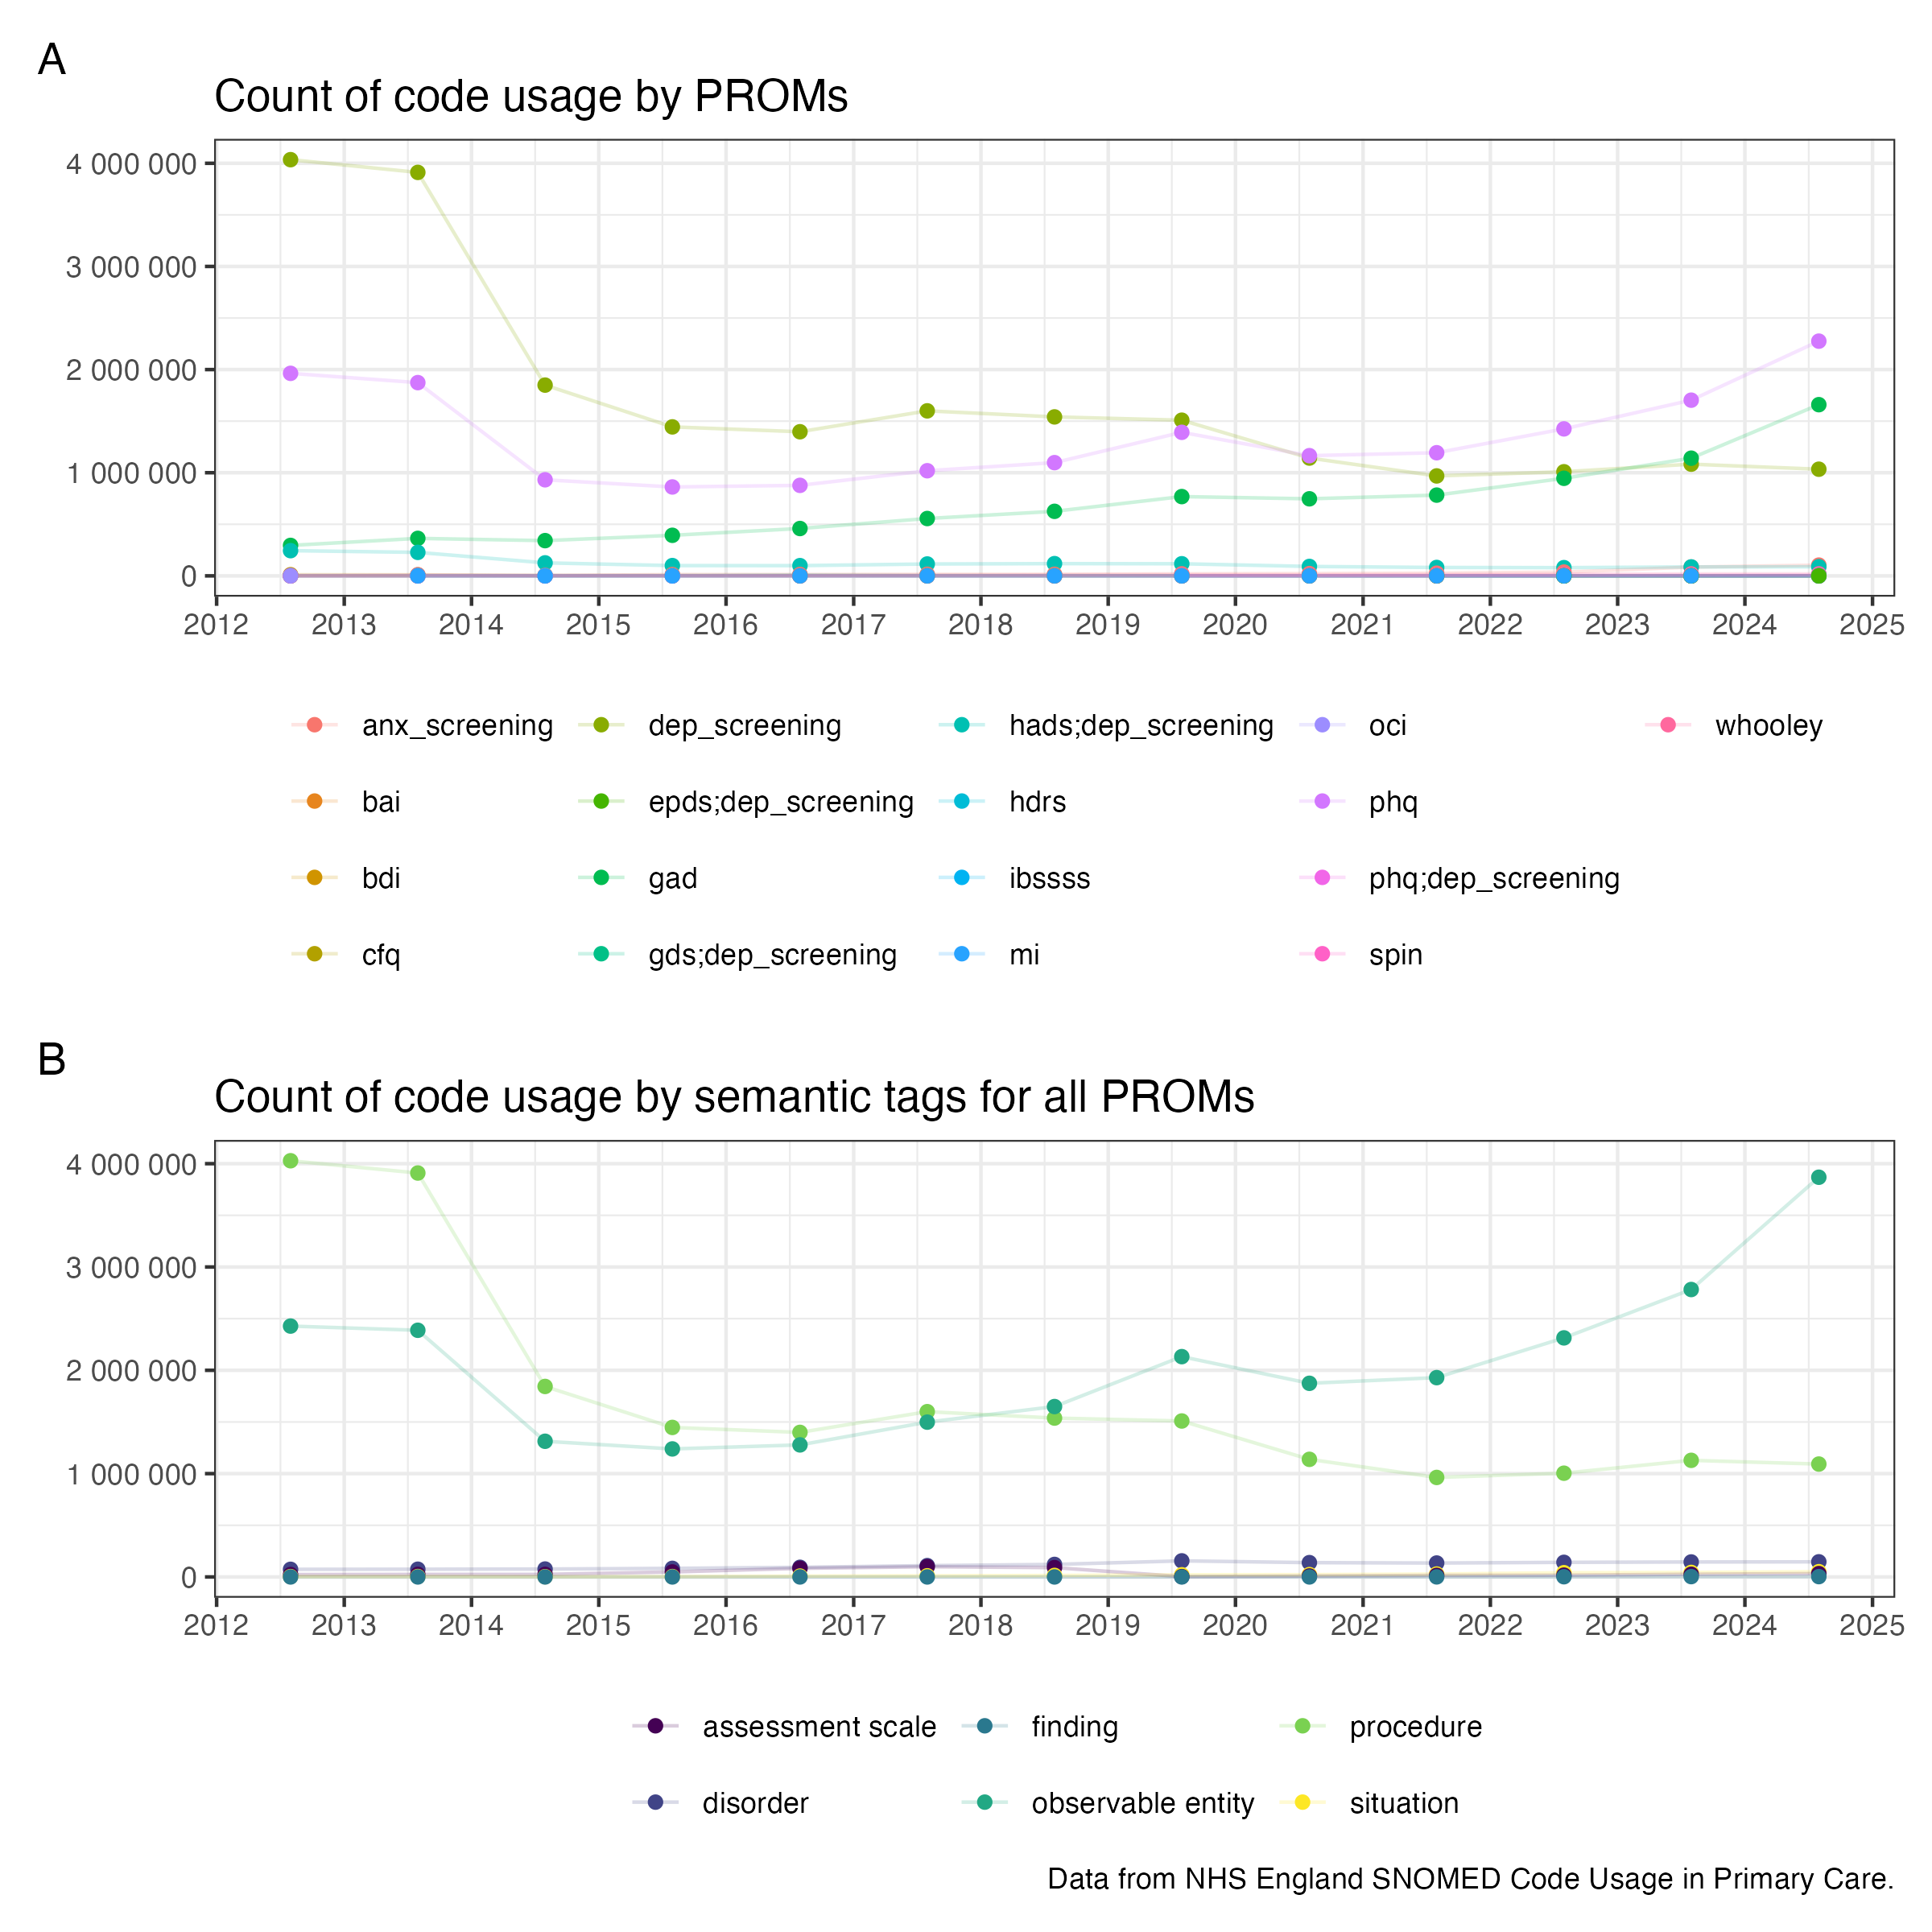 A
Count of code usage by PROMs
4 000 000
3 000 000
2 000 000
1 000 000
0
2012 2013 2014 2015 2016 2017 2018 2019 2020 2021 2022 2023 2024 2025
anx_screening dep_screening hads;dep_screening oci whooley
bai epds;dep_screening hdrs phq
bdi gad ibssss phq;dep_screening
cfq gds;dep_screening mi spin
B
Count of code usage by semantic tags for all PROMs
4 000 000
3 000 000
2 000 000
1 000 000
0
2012 2013 2014 2015 2016 2017 2018 2019 2020 2021 2022 2023 2024 2025
assessment scale finding procedure
disorder observable entity situation
Data from NHS England SNOMED Code Usage in Primary Care.